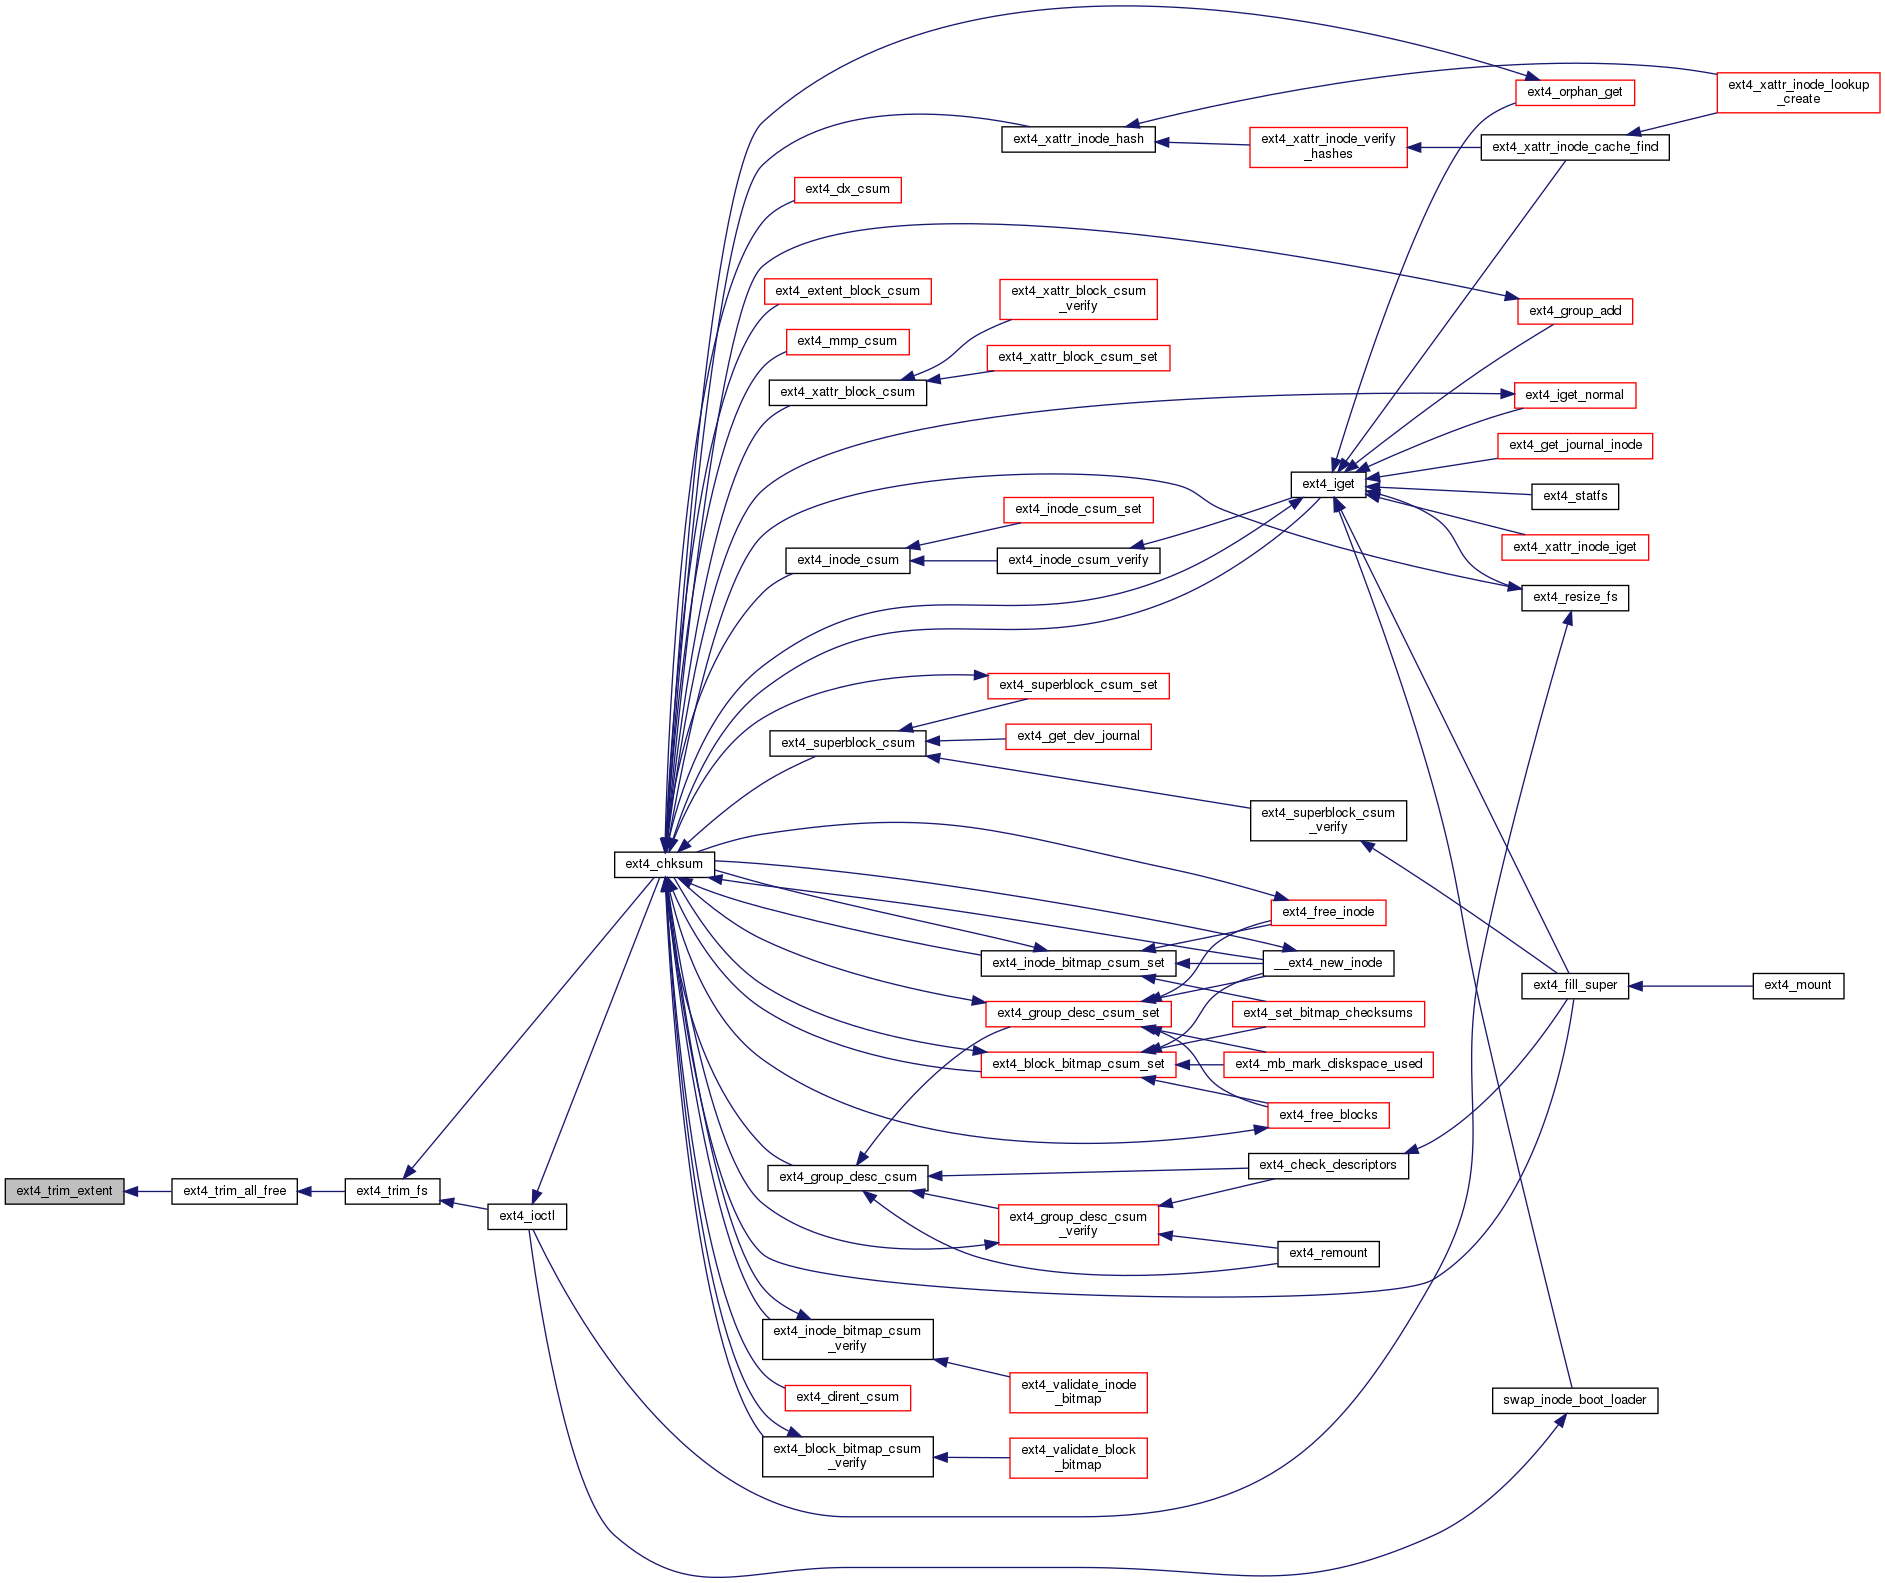 ext4_orphan_get
ext4_xattr_inode_lookup
_create
ext4_xattr_inode_hash
ext4_xattr_inode_verify
_hashes
ext4_xattr_inode_cache_find
ext4_dx_csum
ext4_extent_block_csum
ext4_xattr_block_csum
_verify
ext4_group_add
ext4_mmp_csum
ext4_xattr_block_csum_set
ext4_xattr_block_csum
ext4_iget_normal
ext4_get_journal_inode
ext4_iget
ext4_statfs
ext4_inode_csum_set
ext4_xattr_inode_iget
ext4_inode_csum
ext4_inode_csum_verify
ext4_resize_fs
ext4_superblock_csum_set
ext4_superblock_csum
ext4_get_dev_journal
ext4_superblock_csum
_verify
ext4_chksum
ext4_free_inode
ext4_inode_bitmap_csum_set
__ext4_new_inode
ext4_fill_super
ext4_mount
ext4_group_desc_csum_set
ext4_set_bitmap_checksums
ext4_block_bitmap_csum_set
ext4_mb_mark_diskspace_used
ext4_free_blocks
ext4_check_descriptors
ext4_group_desc_csum
ext4_trim_extent
ext4_trim_all_free
ext4_trim_fs
ext4_ioctl
ext4_group_desc_csum
_verify
ext4_remount
ext4_inode_bitmap_csum
_verify
ext4_validate_inode
_bitmap
ext4_dirent_csum
swap_inode_boot_loader
ext4_block_bitmap_csum
_verify
ext4_validate_block
_bitmap